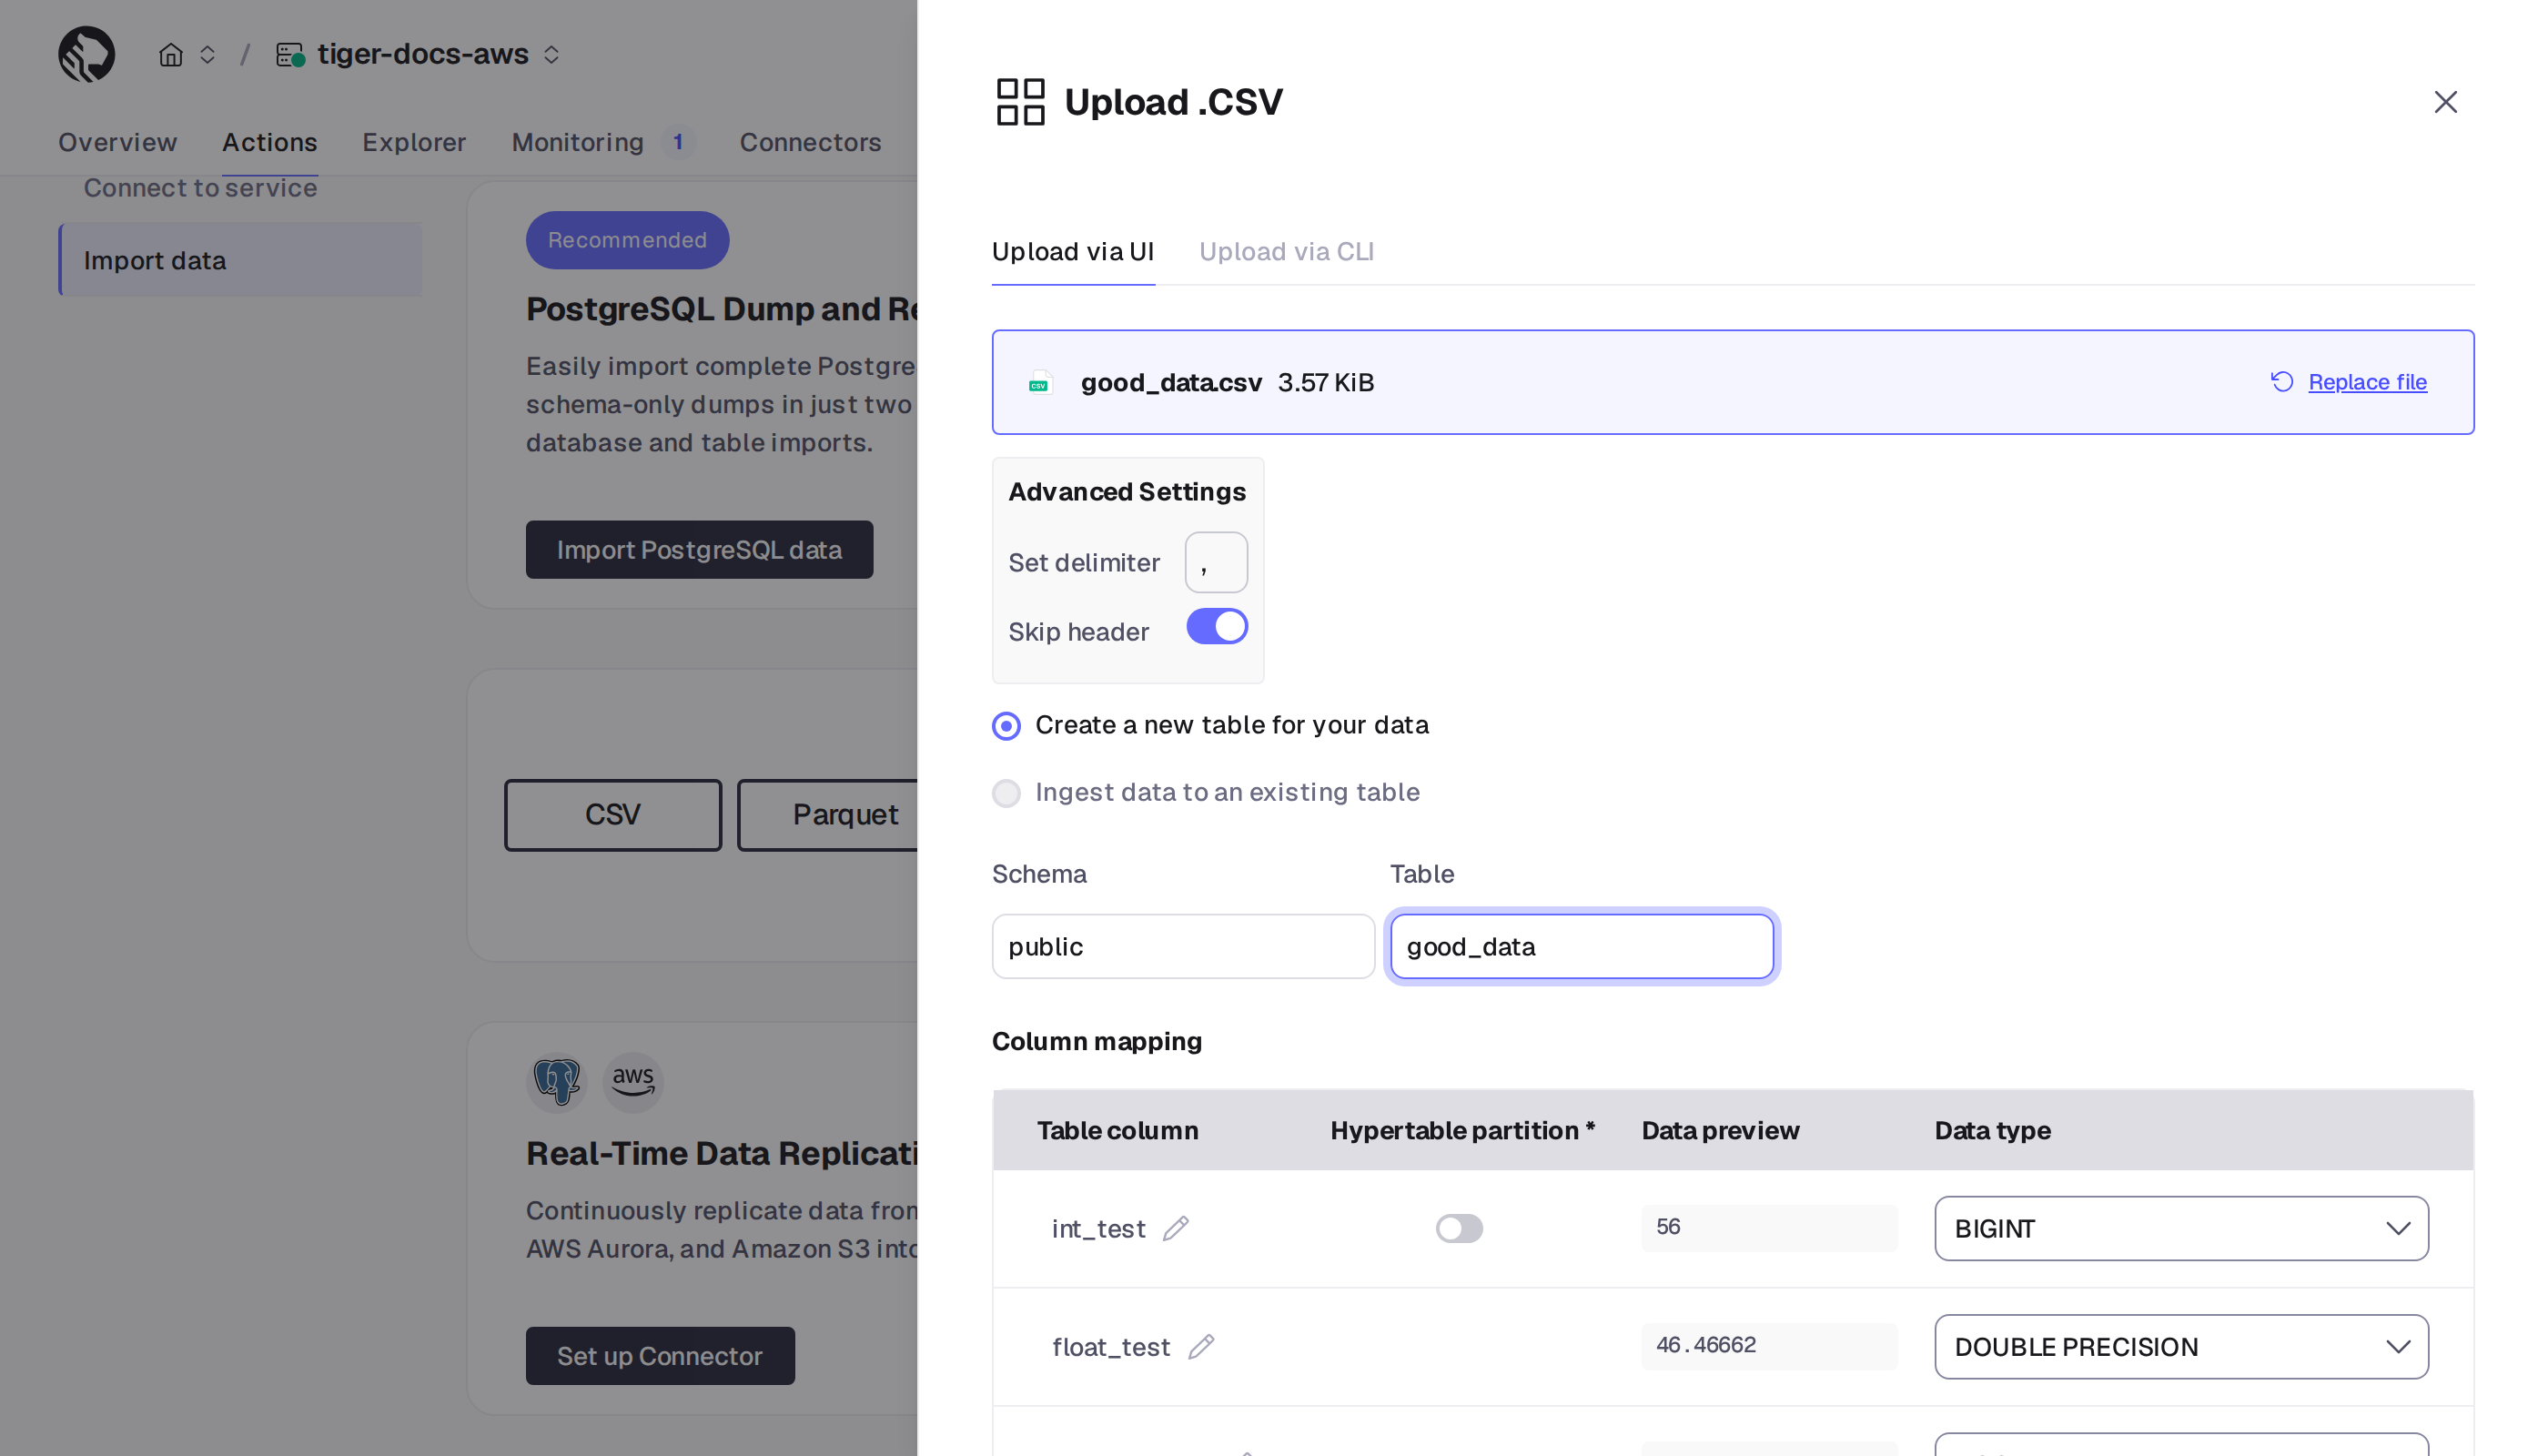 tiger-docs-aws
Overview
Actions
Explorer
Monitoring 1
Connectors
Connect to service
Import data
Recommended
PostgreSQL Dump and Re
Easily import complete Postgre
schema-only dumps in just two
database and table imports.
Import PostgreSQL data
CSV
Parquet
aws
Real-Time Data Replicati
Continuously replicate data from
AWS Aurora, and Amazon S3 into
Set up Connector
Upload .CSV
Upload via UI
Upload via CLI
CSV
good_data.csv 3.57 KiB
Replace file
Advanced Settings
Set delimiter ,
Skip header
Create a new table for your data
Ingest data to an existing table
Schema
Table
public
good_data
Column mapping
Table column
Hypertable partition *
Data preview
Data type
int_test
56
BIGINT
float_test
46.46662
DOUBLE PRECISION